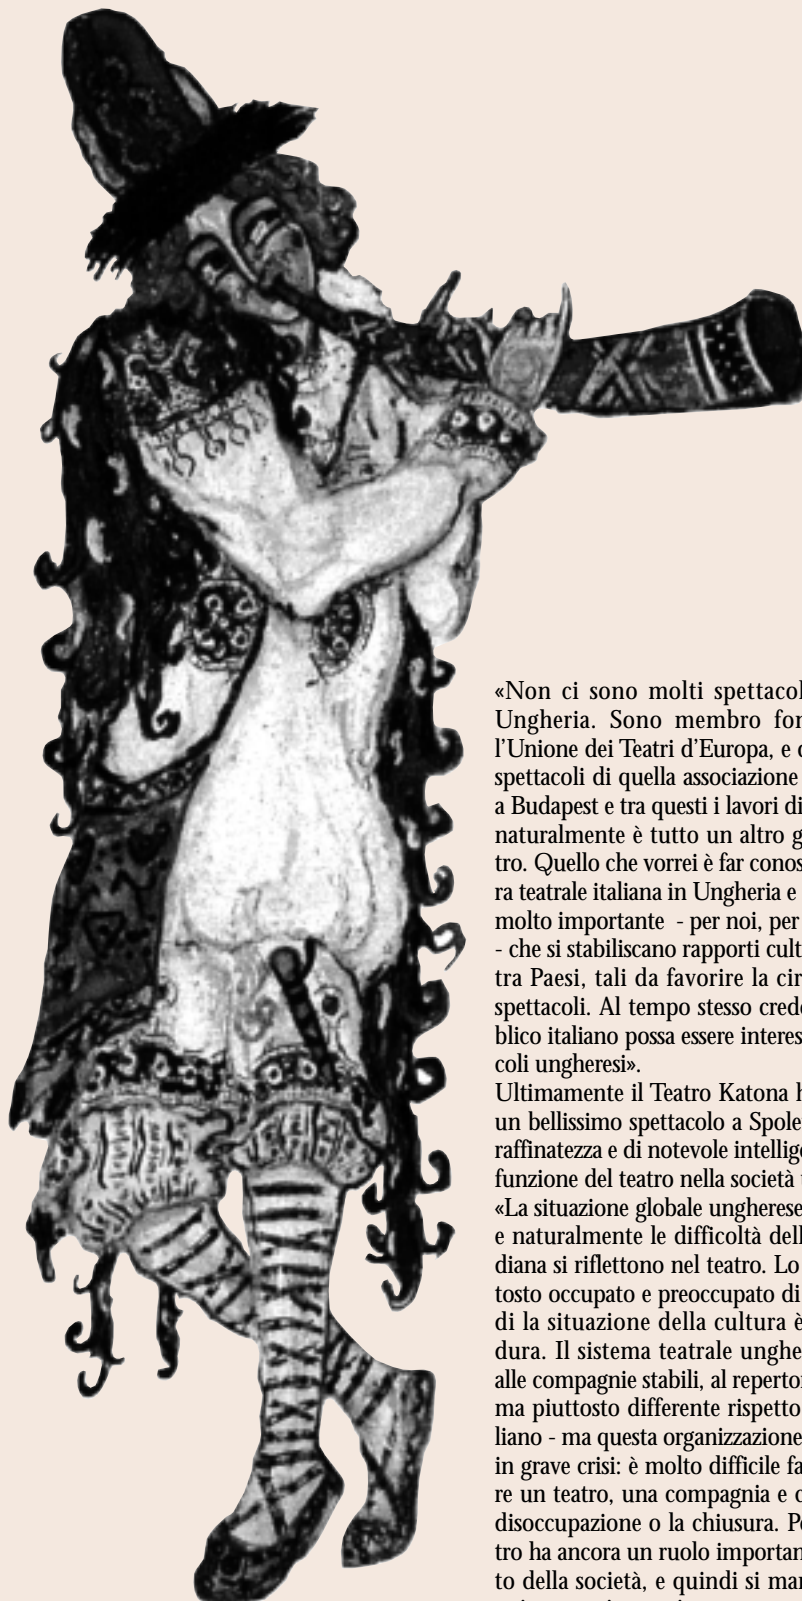 «Non ci sono molti spettacol
Ungheria. Sono membro fon
l'Unione dei Teatri d'Europa, e
spettacoli di quella associazione
a Budapest e tra questi i lavori di
naturalmente è tutto un altro g
tro. Quello che vorrei è far conos
ra teatrale italiana in Ungheria e
molto importante - per noi, per
- che si stabiliscano rapporti cult
tra Paesi, tali da favorire la cir
spettacoli. Al tempo stesso cred
blico italiano possa essere interes
coli ungheresi».
Ultimamente il Teatro Katona h
un bellissimo spettacolo a Spole
raffinatezza e di notevole intellig
funzione del teatro nella società
«La situazione globale ungherese
e naturalmente le difficoltà dell
diana si riflettono nel teatro. Lo
tosto occupato e preoccupato di
di la situazione della cultura è
dura. Il sistema teatrale unghe
alle compagnie stabili, al reperto
ma piuttosto differente rispetto
liano - ma questa organizzazione
in grave crisi: è molto difficile fa
re un teatro, una compagnia e
disoccupazione o la chiusura. P
tro ha ancora un ruolo importan
to della società, e quindi si man